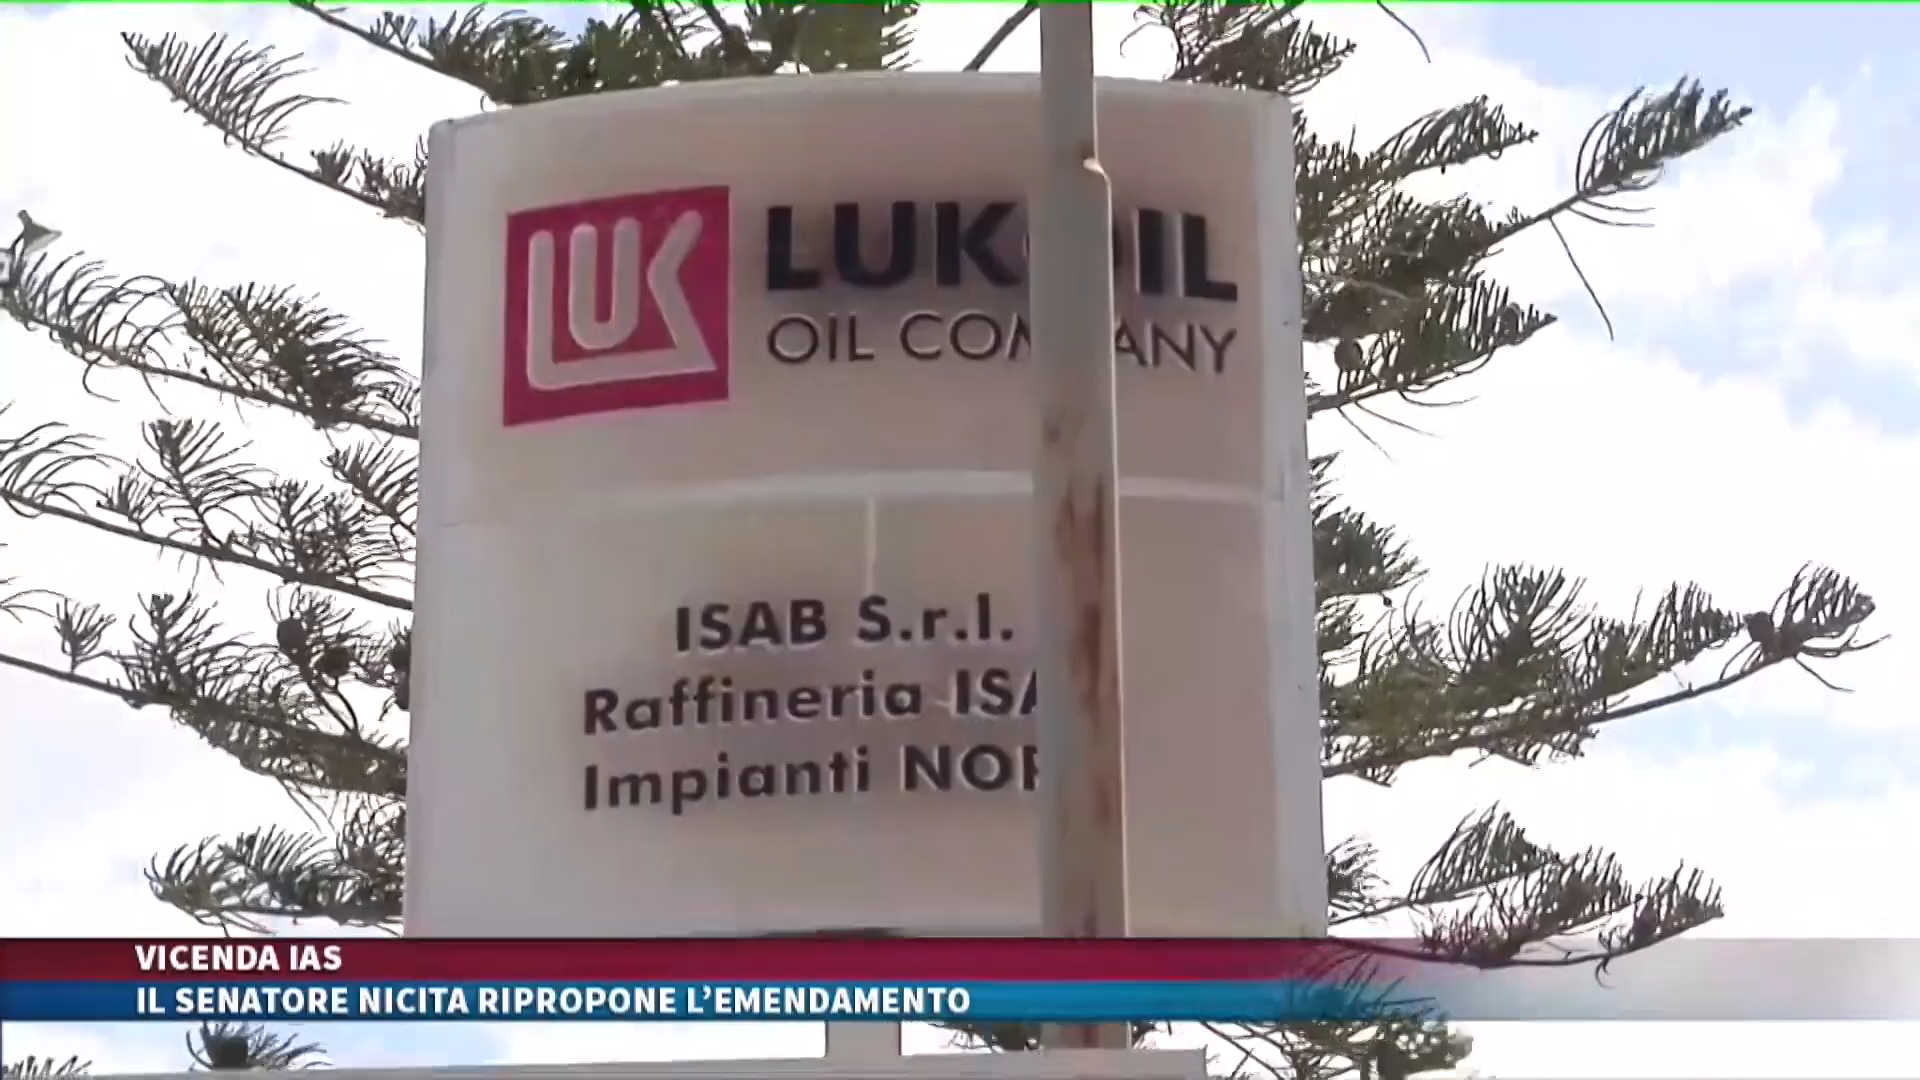 LUK
LUKOIL
OIL COMPANY
ISAB S.r.l.
Raffineria ISA
Impianti NOR
VICENDA IAS
IL SENATORE NICITA RIPROPONE L'EMENDAMENTO